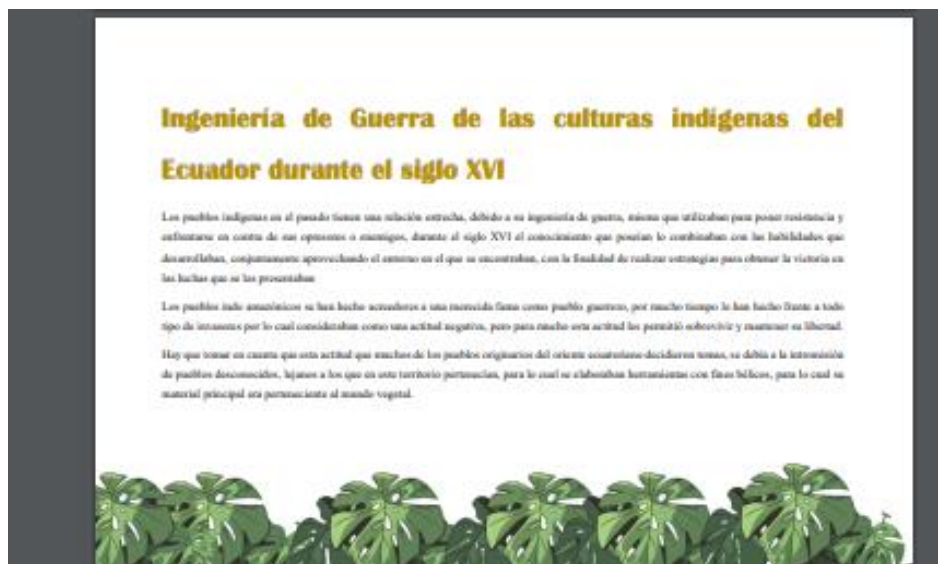 Ingeniería de Guerra de las culturas indígenas del
Ecuador durante el siglo XVI
Los pueblos indígenas en el pasado tienen una relación estrecha, debido a su ingeniería de guerra, misma que utilizaban para poner resistencia y
enfrentarse en contra de sus opresores o enemigos, durante el siglo XVI el conocimiento que poseían lo combinaban con las habilidades que
desarrollaban, conjuntamente aprovechando el entorno en el que se encontraban, con la finalidad de realizar estrategias para obtener la victoria en
las luchas que se les presentaban
Los pueblos indo amazónicos se han hecho acreedores a una merecida fama como pueblo guerrero, por mucho tiempo le han hecho frente a todo
tipo de invasores por lo cual consideraban como una actitud negativa, pero para mucho esta actitud les permitió sobrevivir y mantener su libertad.
Hay que tomar en cuenta que esta actitud que muchos de los pueblos originarios del oriente ecuatoriano decidieron tomar, se debía a la intromisión
de pueblos desconocidos, lejanos a los que en este territorio pertenecían, para lo cual se elaboraban herramientas con fines bélicos, para lo cual su
material principal era perteneciente al mundo vegetal.